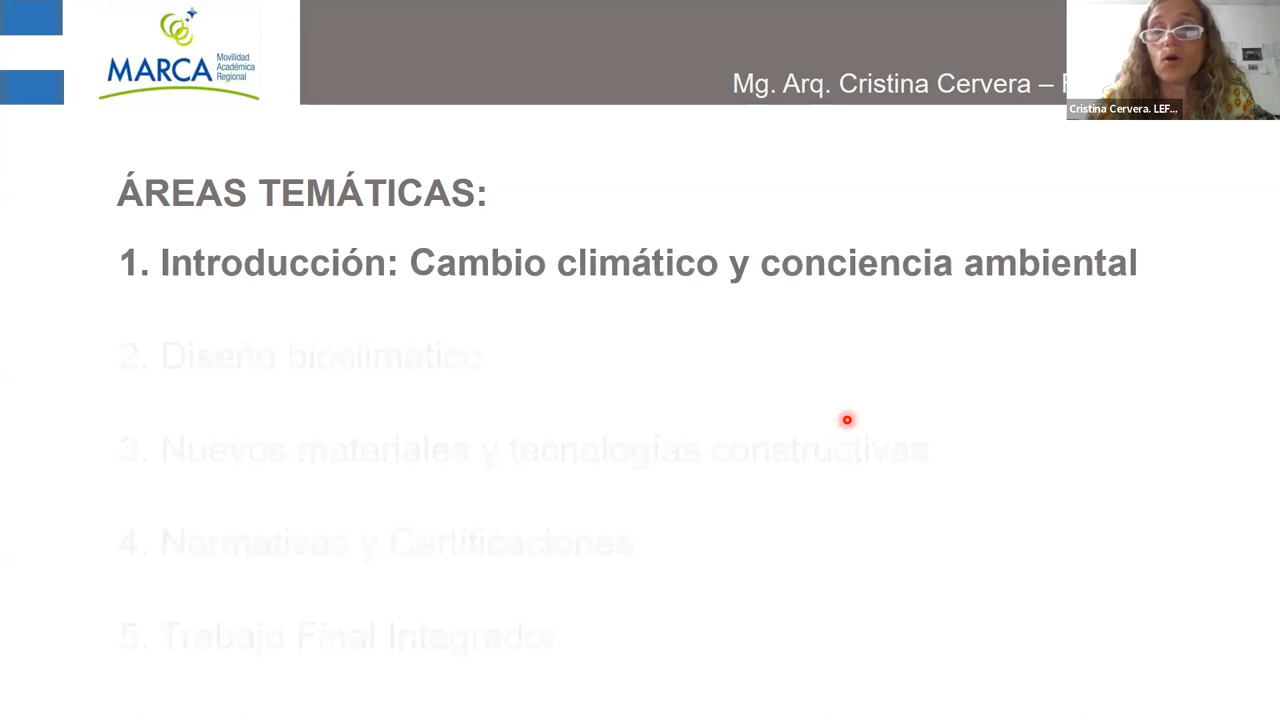 MARCA
Movilidad
Académica
Regional
Mg. Arq. Cristina Cervera –
Cristina Cervera. LEF...
ÁREAS TEMÁTICAS:
1. Introducción: Cambio climático y conciencia ambiental
2. Diseño bioclimático
3. Nuevos materiales y tecnologías constructivas
4. Normativas y Certificaciones
5. Trabajo Final Integrador